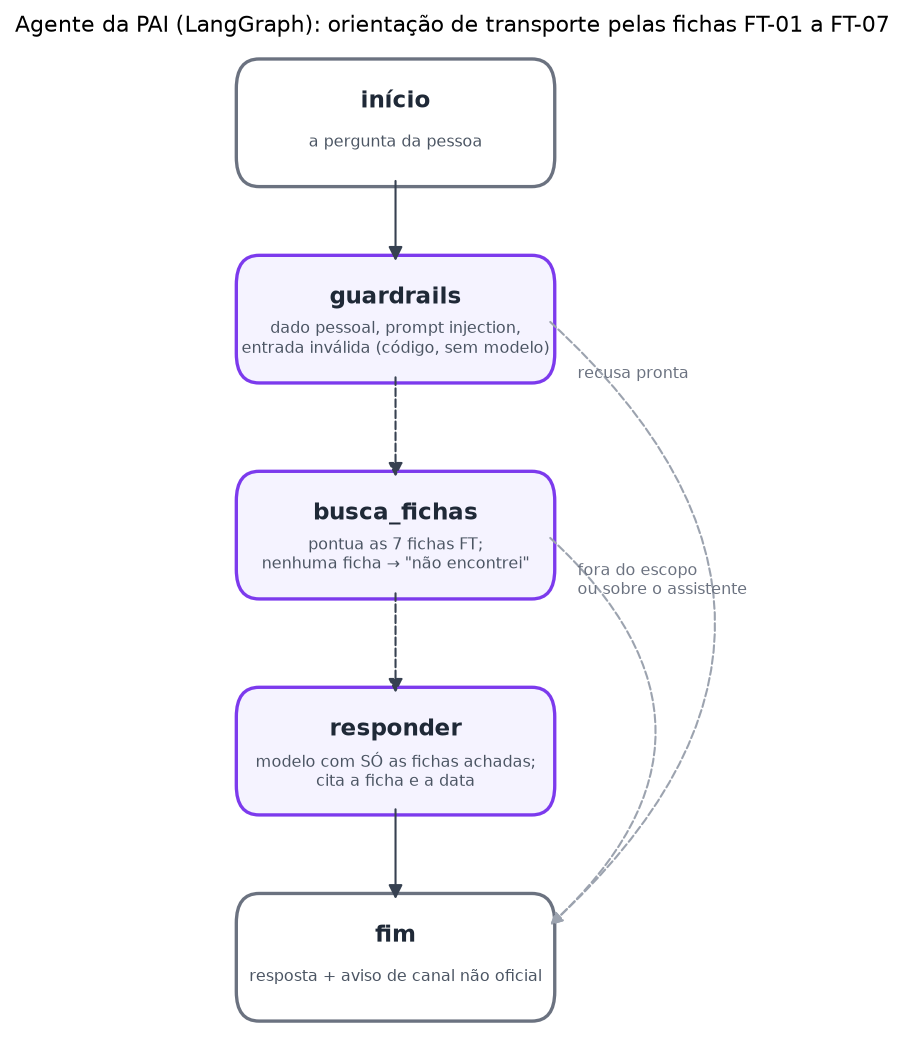 Agente da PAI (LangGraph): orientação de transporte pelas fichas FT-01 a FT-07
início
a pergunta da pessoa
guardrails
dado pessoal, prompt injection,
entrada inválida (código, sem modelo)
recusa pronta
busca_fichas
pontua as 7 fichas FT;
nenhuma ficha → "não encontrei"
fora do escopo
ou sobre o assistente
responder
modelo com SÓ as fichas achadas;
cita a ficha e a data
fim
resposta + aviso de canal não oficial